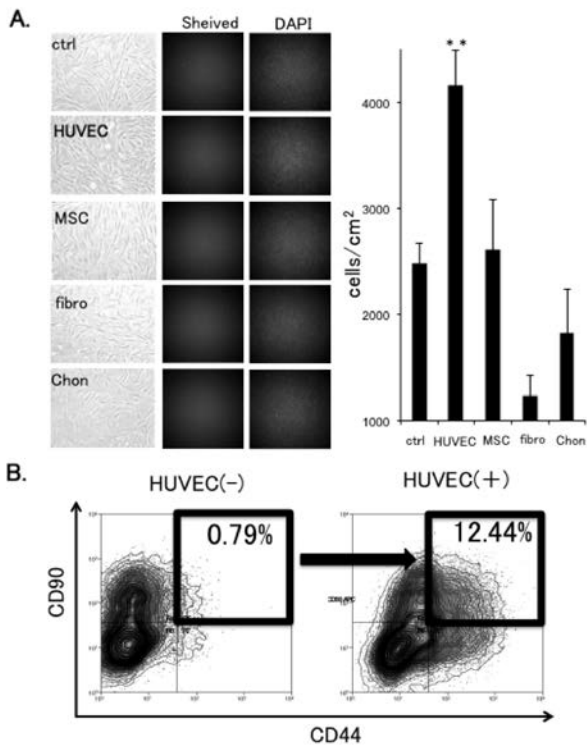 A.
Sheived DAPI
ctrl
HUVEC
MSC
fibro
Chon
**
cells/cm2
4000
3000
2000
1000
ctrl HUVEC MSC fibro Chon
B.
HUVEC(-) HUVEC(+)
0.79% 12.44%
CD90
CD44